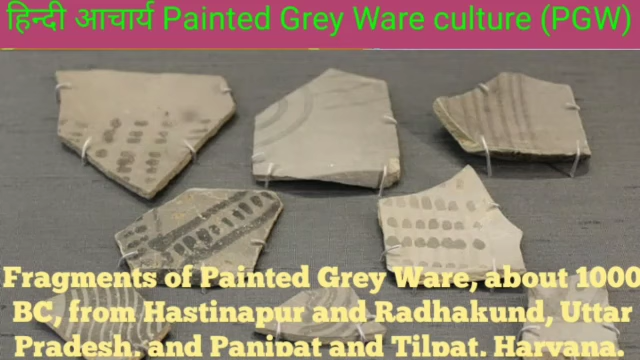 हिन्दी आचार्य Painted Grey Ware culture (PGW)
Fragments of Painted Grey Ware, about 1000
BC, from Hastinapur and Radhakund, Uttar
Pradesh, and Panipat and Tilpat, Haryana.